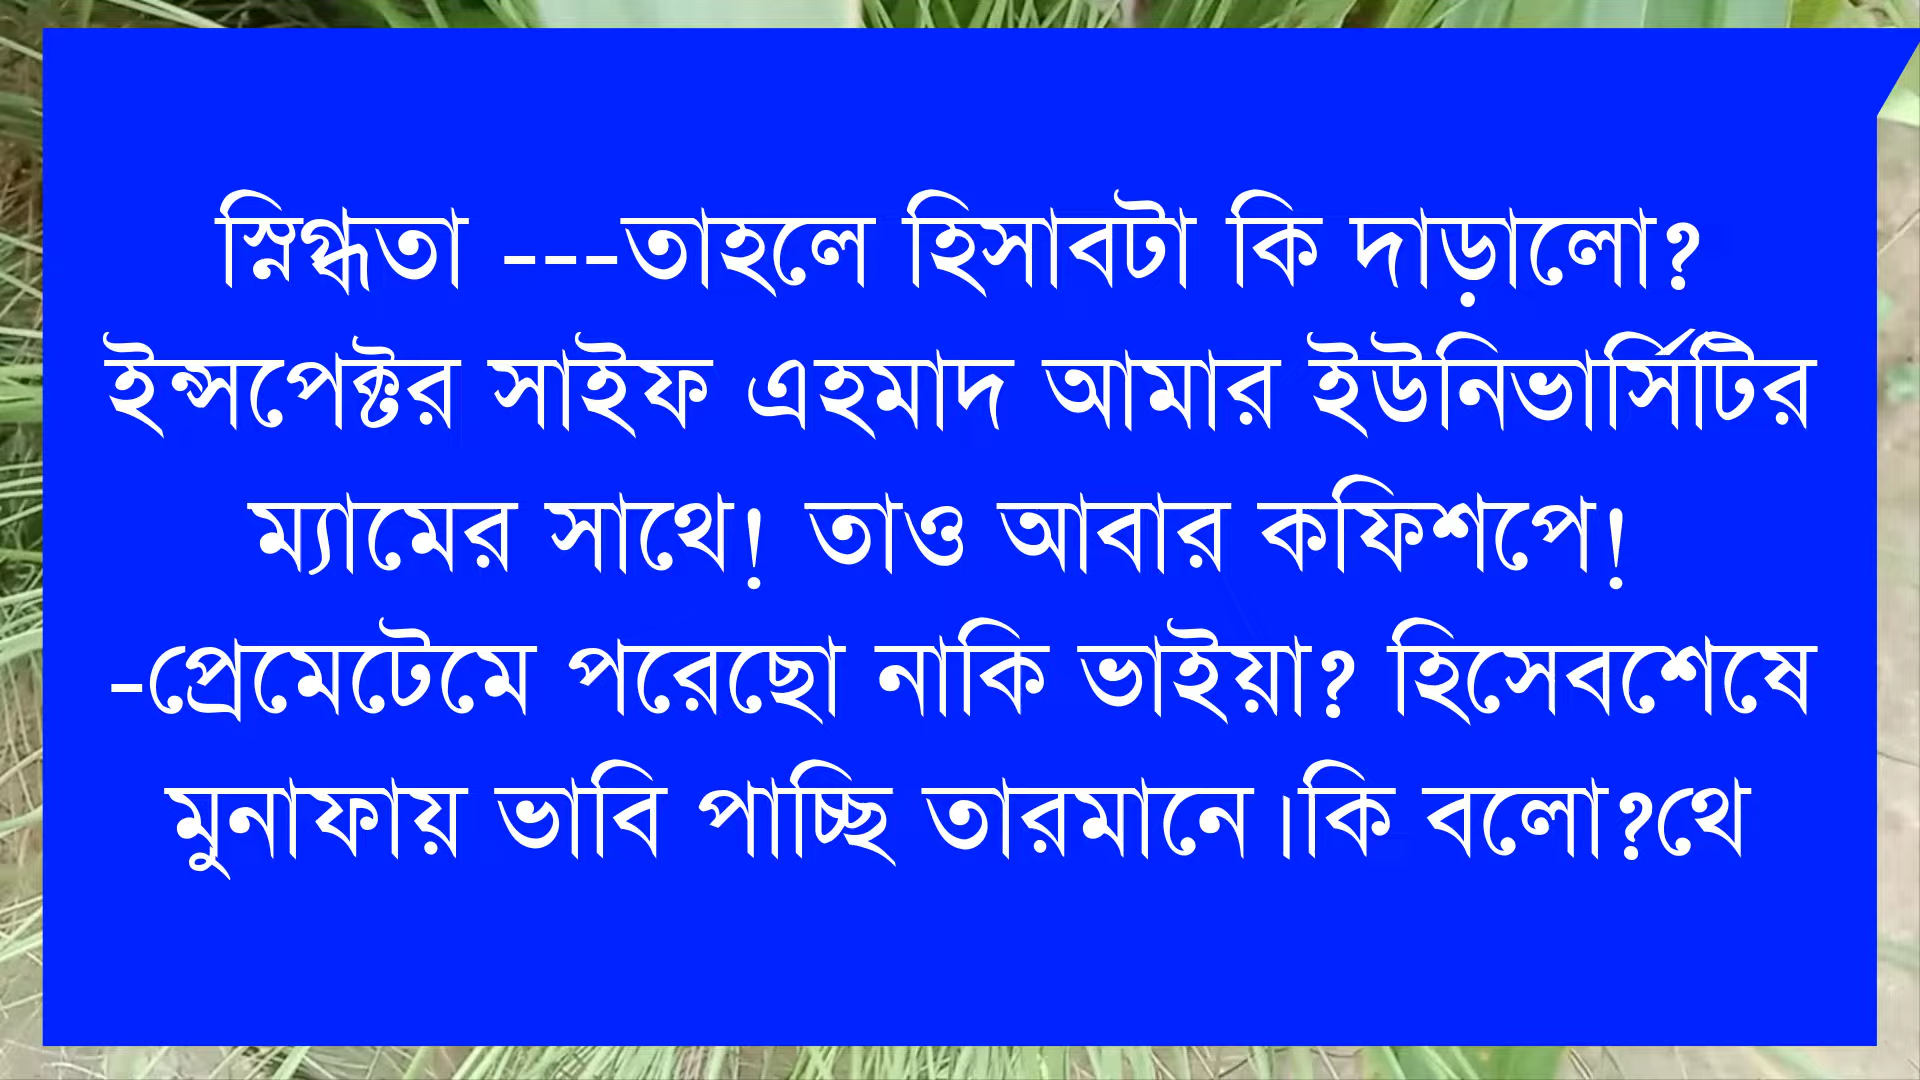 স্নিগ্ধতা ---তাহলে হিসাবটা কি দাড়ালো?
ইন্সপেক্টর সাইফ এহমাদ আমার ইউনিভার্সিটির
ম্যামের সাথে! তাও আবার কফিশপে!
-প্রেমেটেমে পরেছো নাকি ভাইয়া? হিসেবশেষে
মুনাফায় ভাবি পাচ্ছি তারমানে।কি বলো?থে